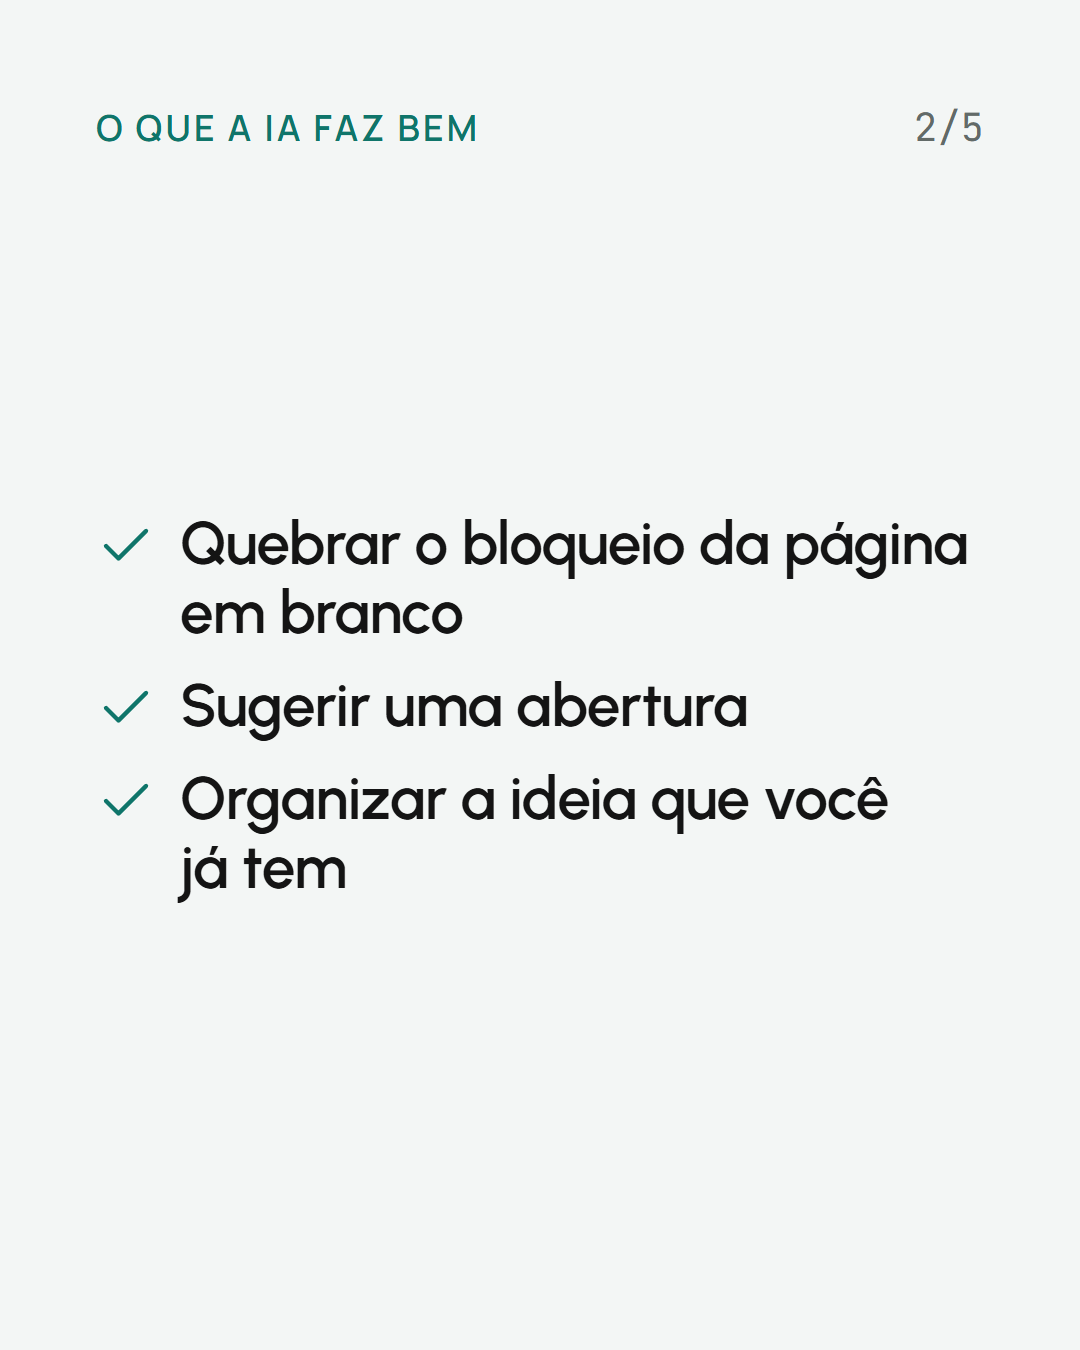 O QUE A IA FAZ BEM
2/5
Quebrar o bloqueio da página
em branco
Sugerir uma abertura
Organizar a ideia que você
já tem